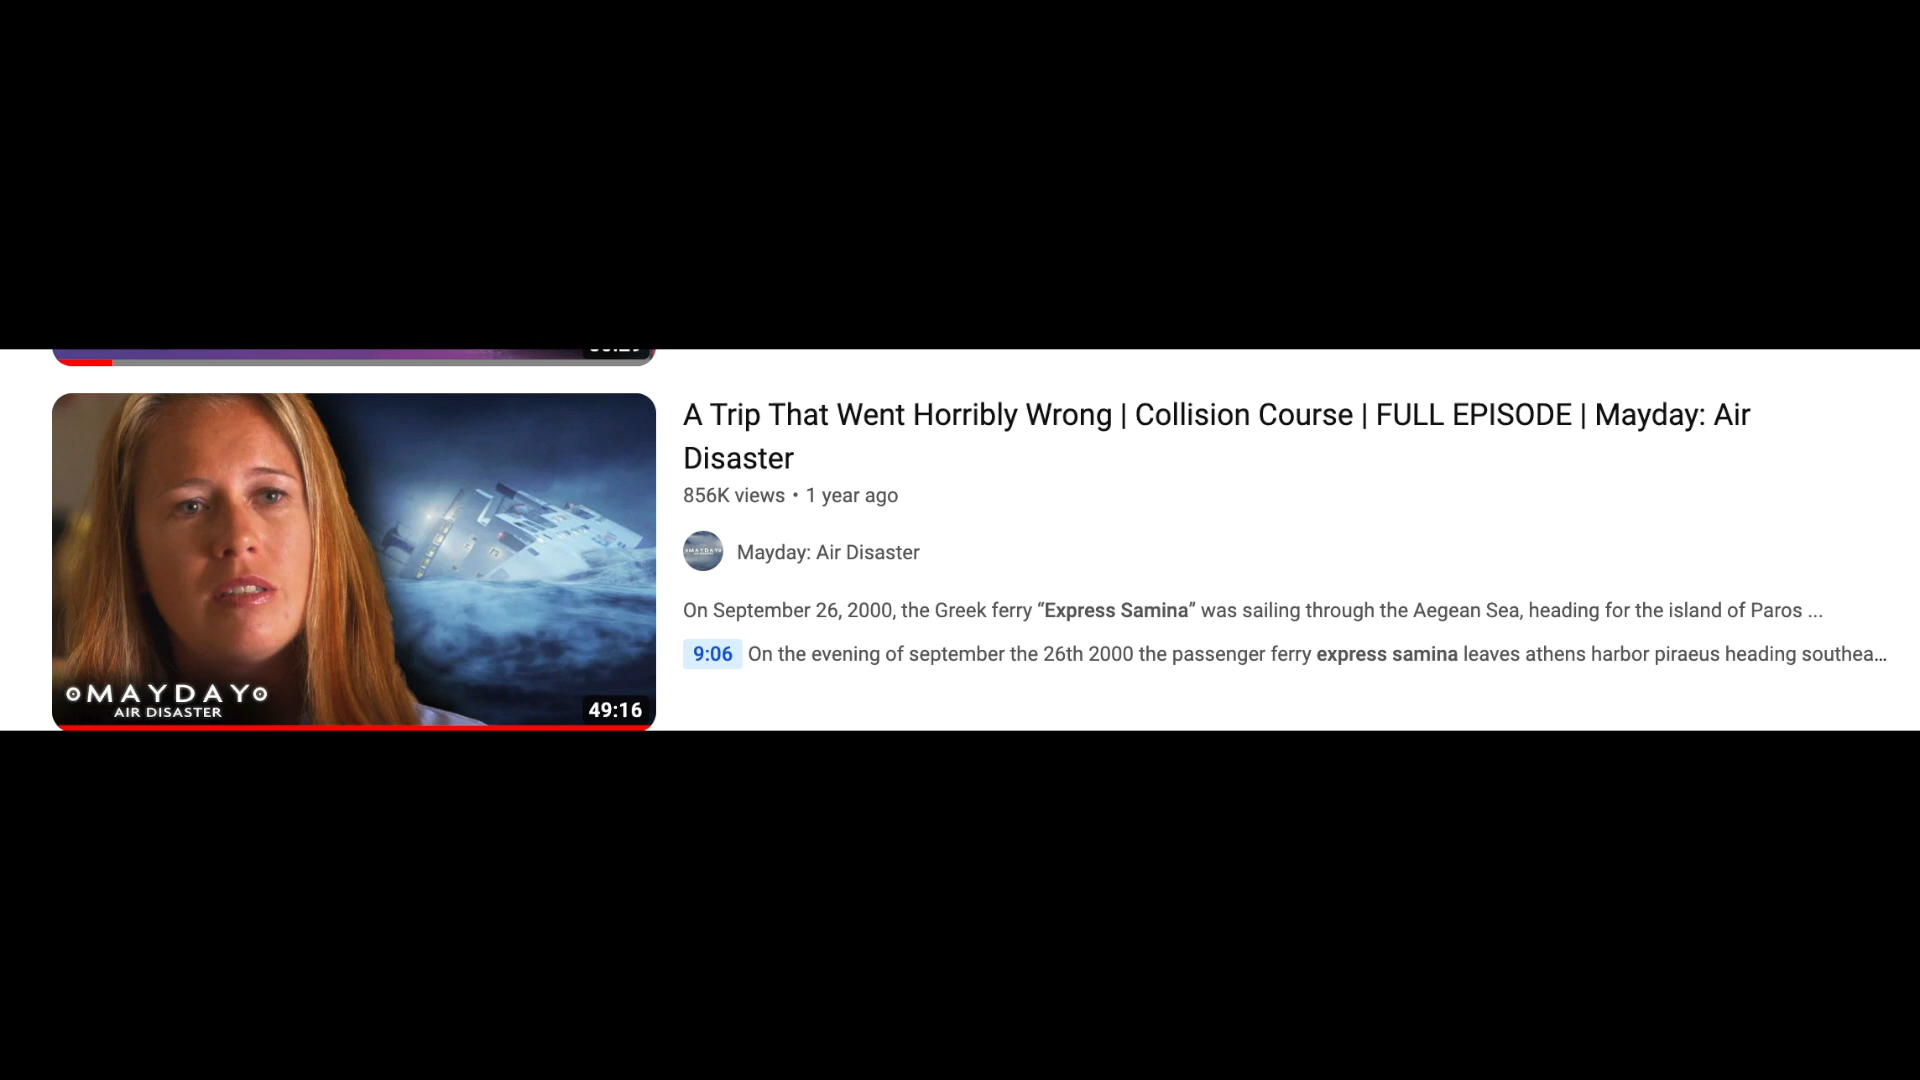 A Trip That Went Horribly Wrong | Collision Course | FULL EPISODE | Mayday: Air
Disaster
856K views • 1 year ago
MAYDAY
Mayday: Air Disaster
On September 26, 2000, the Greek ferry “Express Samina” was sailing through the Aegean Sea, heading for the island of Paros ...
9:06 On the evening of september the 26th 2000 the passenger ferry express samina leaves athens harbor piraeus heading southea...
MAYDAY
AIR DISASTER
49:16